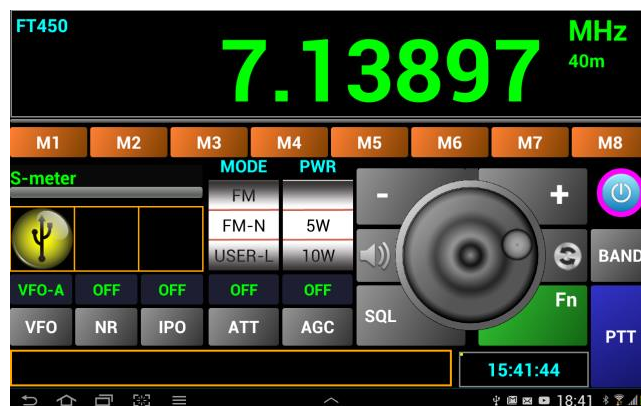 FT450
7.13897
MHz
40m
M1 M2 M3 M4 M5 M6 M7 M8
S-meter
MODE PWR
FM
FM-N 5W
USER-L 10W
- +
BAND
VFO-A OFF OFF OFF OFF
VFO NR IPO ATT AGC
SQL
Fn
PTT
15:41:44
18:41